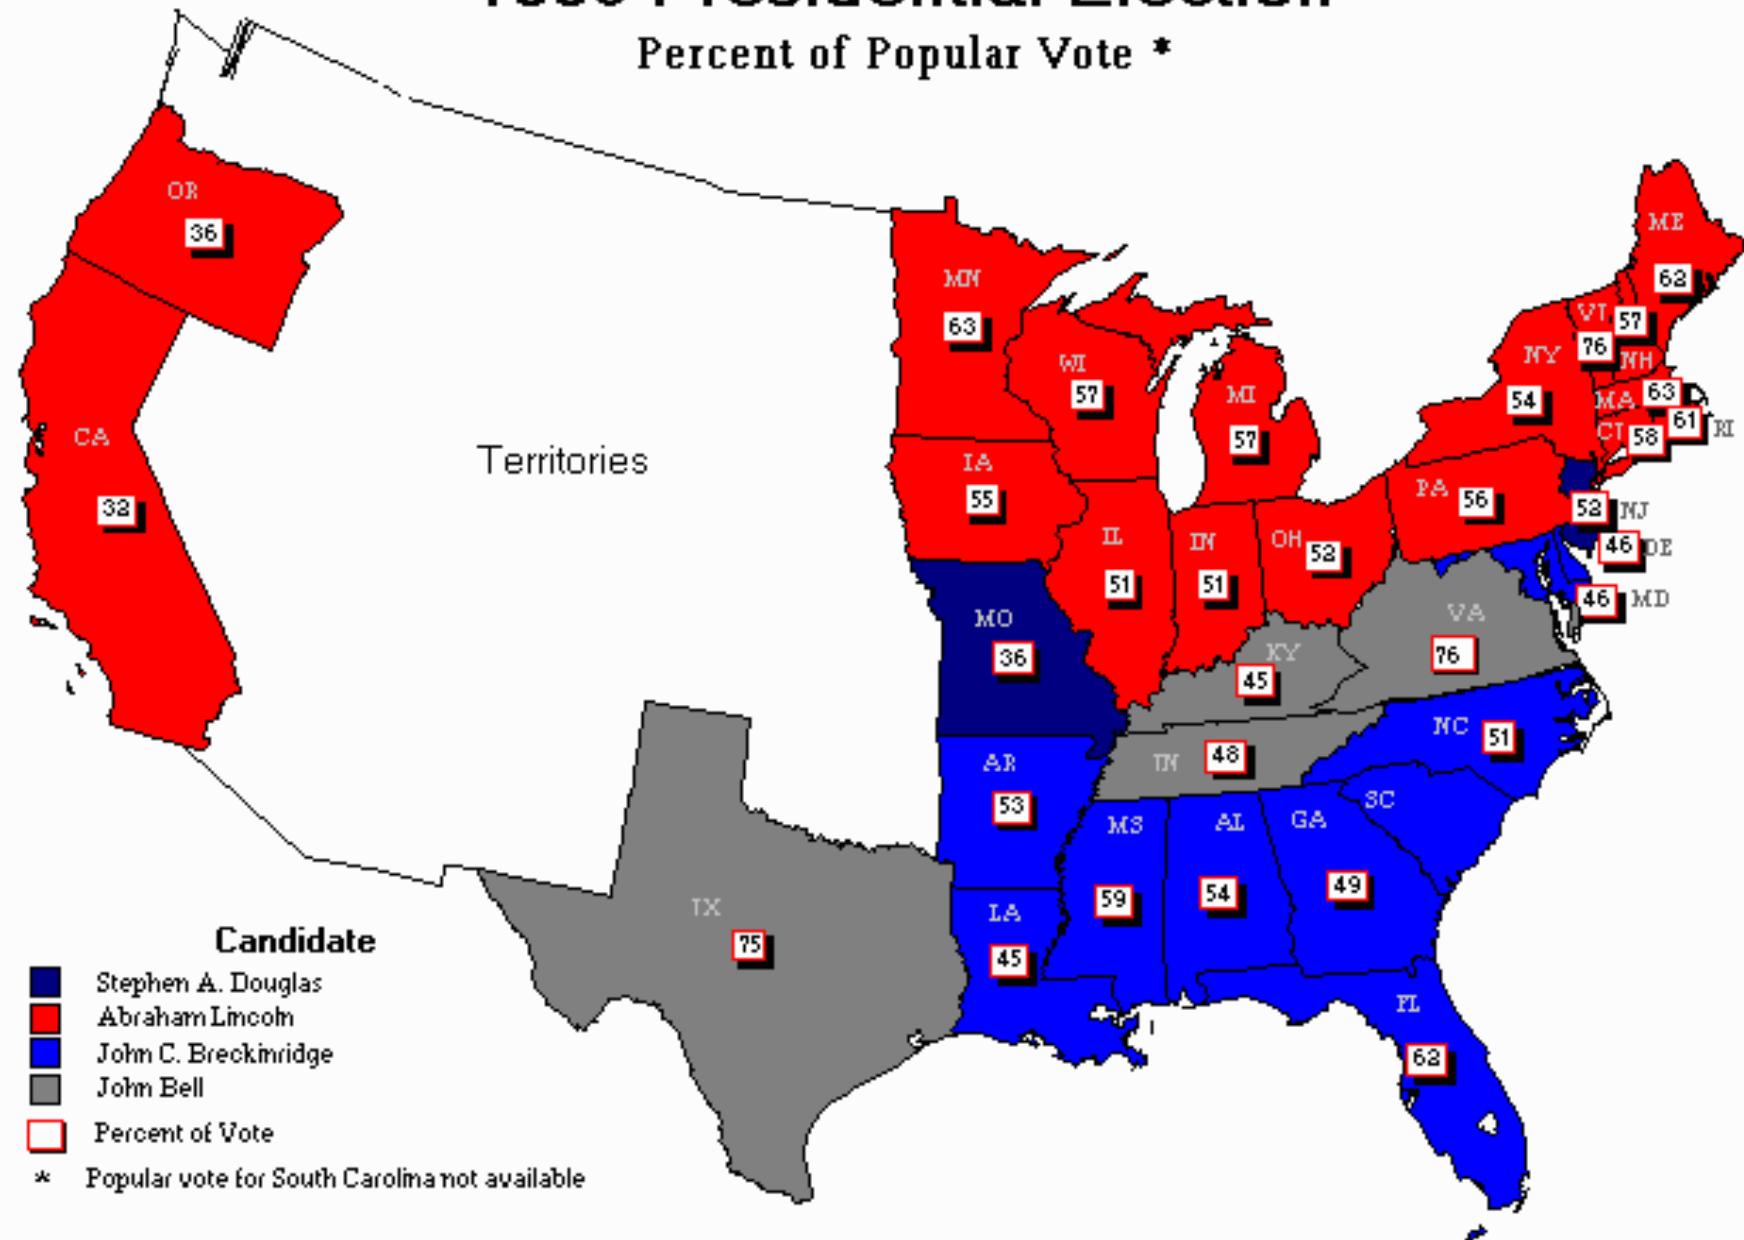 1860 Presidential Election
Percent of Popular Vote *
OR
36
ME
62
MN
63
VT
57
76
NH
NY
54
WI
57
MI
57
MA
63
61
RI
CT
58
CA
32
Territories
IA
55
PA
56
52
NJ
IL
51
IN
51
OH
52
46
DE
46
MD
MO
36
VA
76
KY
45
NC
51
TN
48
AR
53
SC
MS
59
AL
54
GA
49
TX
75
LA
45
FL
62
Candidate
Stephen A. Douglas
Abraham Lincoln
John C. Breckinridge
John Bell
Percent of Vote
* Popular vote for South Carolina not available